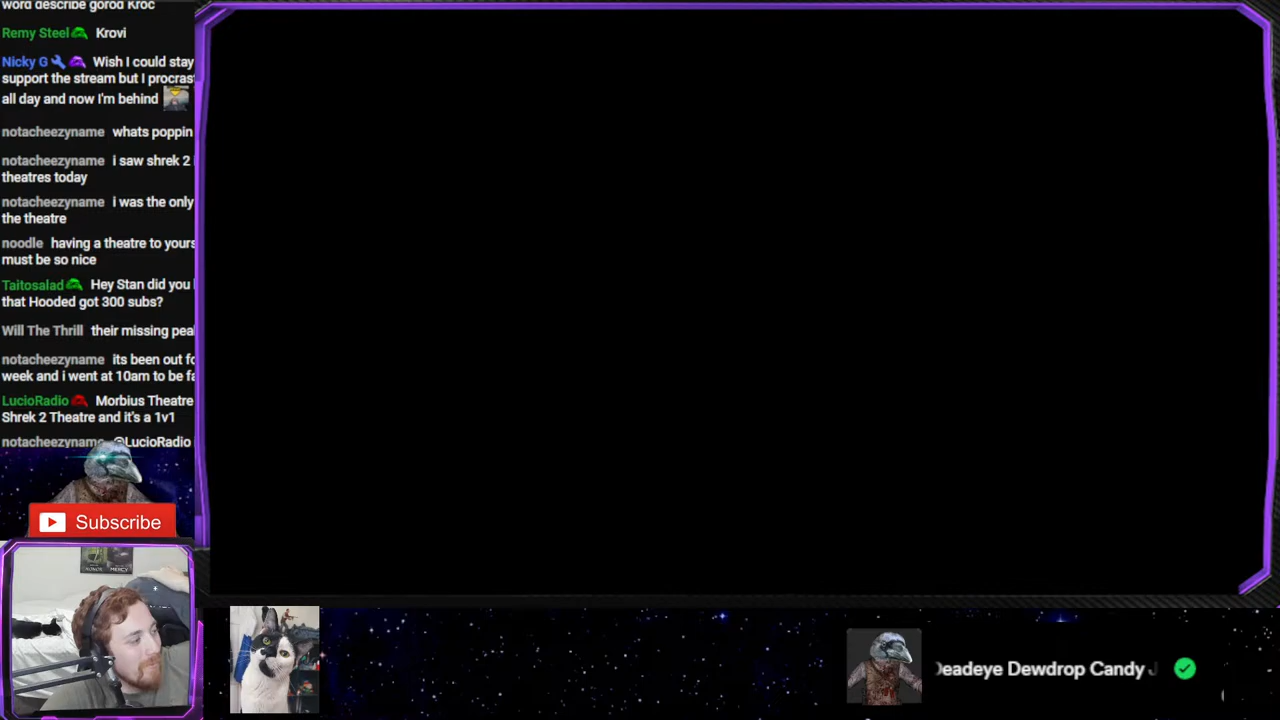 word describe gorod Kroc
Remy Steel Krovi
Nicky G Wish I could stay
support the stream but I procras
all day and now I'm behind
notacheezyname whats poppin
notacheezyname i saw shrek 2
theatres today
notacheezyname i was the only
the theatre
noodle having a theatre to yours
must be so nice
Taitosalad Hey Stan did you
that Hooded got 300 subs?
Will The Thrill their missing pea
notacheezyname its been out fo
week and i went at 10am to be fa
LucioRadio Morbius Theatre
Shrek 2 Theatre and it's a 1v1
notacheezyname @LucioRadio
Subscribe
HONOR MERCY
Deadeye Dewdrop Candy J